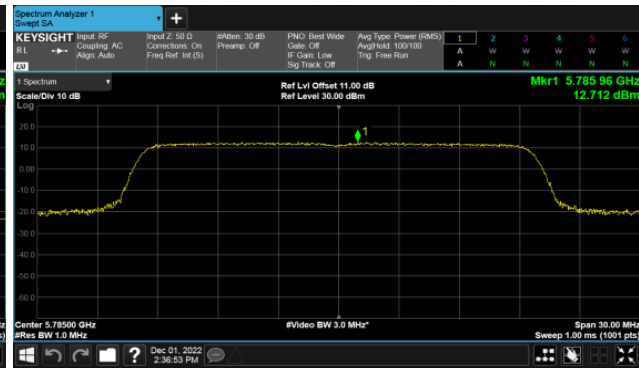 Spectrum Analyzer 1
Swept SA
+
KEYSIGHT Input: RF Input Z: 50 Ω #Atten: 30 dB PNO: Best Wide Avg Type: Power (RMS) 1 2 3 4 5 6
RL Coupling: AC Corrections: On Preamp: Off Gate: Off Avg|Hold: 100/100 A W W W W W
Align: Auto Freq Ref: Int (S) IF Gain: Low Trig: Free Run
LXI Sig Track: Off A N N N N N
1 Spectrum Ref Lvl Offset 11.00 dB Mkr1 5.785 96 GHz
Scale/Div 10 dB Ref Level 30.00 dBm 12.712 dBm
Log
20.0
1
10.0
0.00
-10.0
-20.0
-30.0
-40.0
-50.0
-60.0
Center 5.78500 GHz #Video BW 3.0 MHz* Span 30.00 MHz
#Res BW 1.0 MHz Sweep 1.00 ms (1001 pts)
? Dec 01, 2022
2:36:53 PM